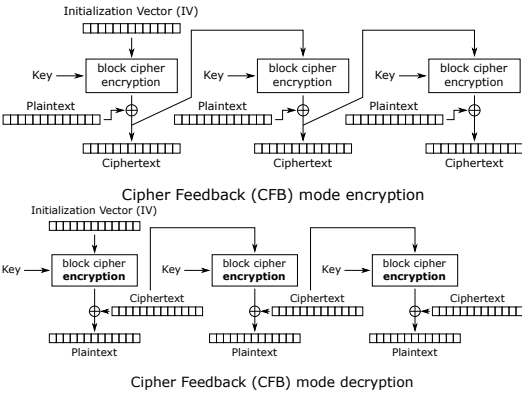 Initialization Vector (IV)
Key
block cipher
encryption
Key
block cipher
encryption
Key
block cipher
encryption
Plaintext
Plaintext
Plaintext
Ciphertext
Ciphertext
Ciphertext
Cipher Feedback (CFB) mode encryption
Initialization Vector (IV)
Key
block cipher
encryption
Key
block cipher
encryption
Key
block cipher
encryption
Ciphertext
Ciphertext
Ciphertext
Plaintext
Plaintext
Plaintext
Cipher Feedback (CFB) mode decryption